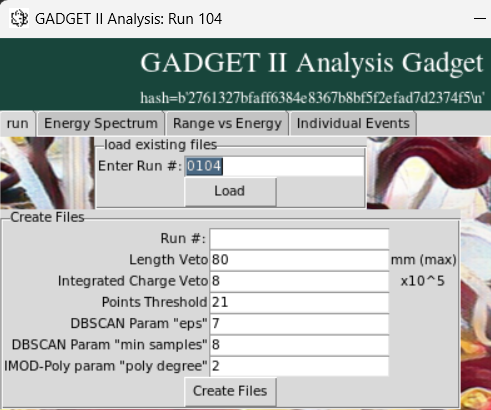 GADGET II Analysis: Run 104
GADGET II Analysis Gadget
hash=b'2761327bfaff6384e8367b8bf5f2efad7d2374f5\n'
run Energy Spectrum Range vs Energy Individual Events
load existing files
Enter Run #: 0104
Load
Create Files
Run #:
Length Veto 80 mm (max)
Integrated Charge Veto 8 x10^5
Points Threshold 21
DBSCAN Param "eps" 7
DBSCAN Param "min samples" 8
IMOD-Poly param "poly degree" 2
Create Files